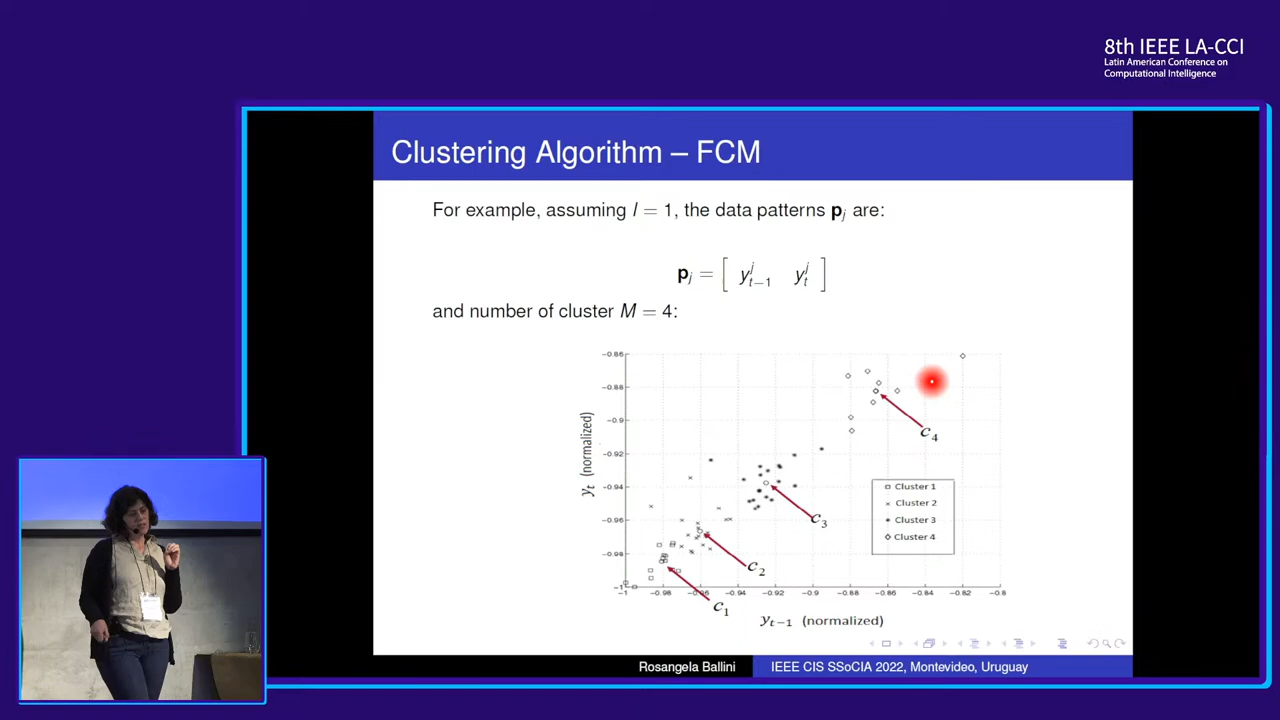 8th IEEE LA-CCI
Latin American Conference on
Computational Intelligence
Clustering Algorithm – FCM
For example, assuming l = 1, the data patterns p_j are:
p_j = [ y^j_{t−1} y^j_t ]
and number of cluster M = 4:
y_t (normalized)
-0.86
-0.88
-0.9
-0.92
-0.94
-0.96
-0.98
-1
-1 -0.98 -0.96 -0.94 -0.92 -0.9 -0.88 -0.86 -0.84 -0.82 -0.8
c_4
c_3
c_2
c_1
Cluster 1
Cluster 2
Cluster 3
Cluster 4
y_{t−1} (normalized)
Rosangela Ballini IEEE CIS SSoCIA 2022, Montevideo, Uruguay